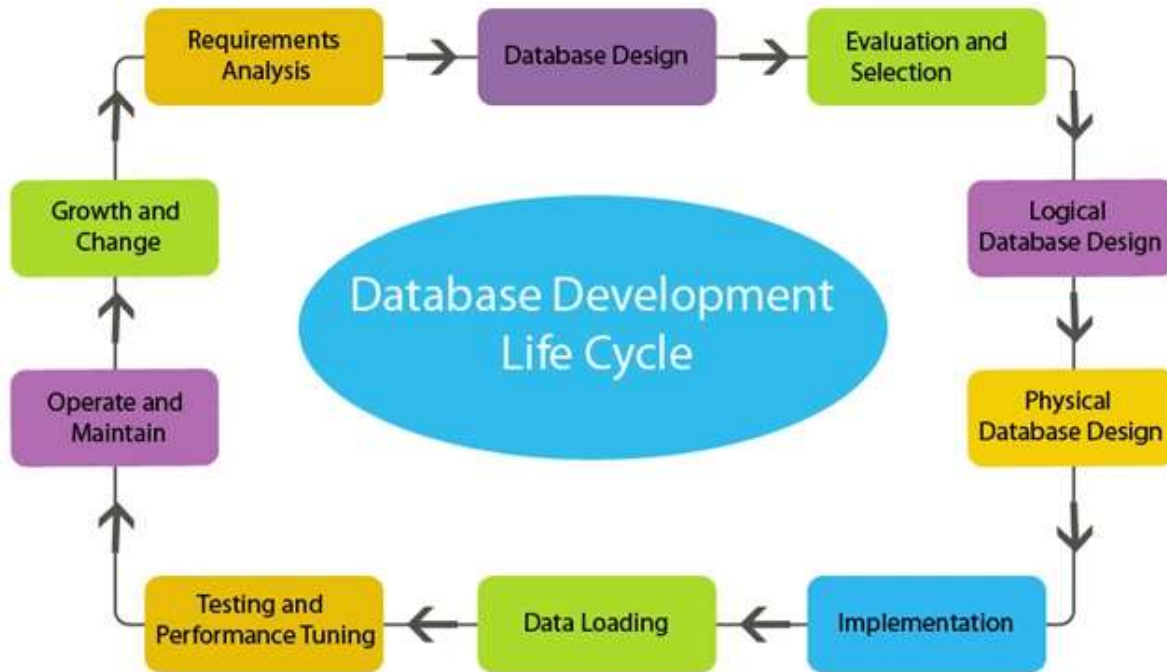 Requirements
Analysis
Database Design
Evaluation and
Selection
Logical
Database Design
Physical
Database Design
Implementation
Data Loading
Testing and
Performance Tuning
Operate and
Maintain
Growth and
Change
Database Development
Life Cycle